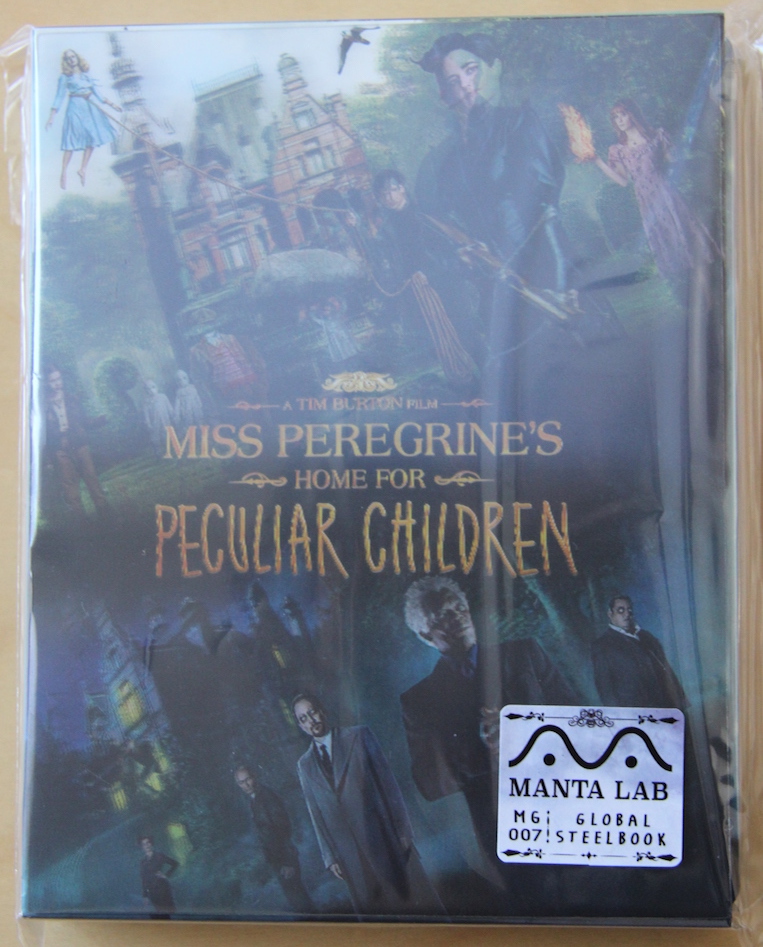 A TIM BURTON FILM
MISS PEREGRINE'S
HOME FOR
PECULIAR CHILDREN
MANTA LAB
MG¦ GLOBAL
007¦ STEELBOOK